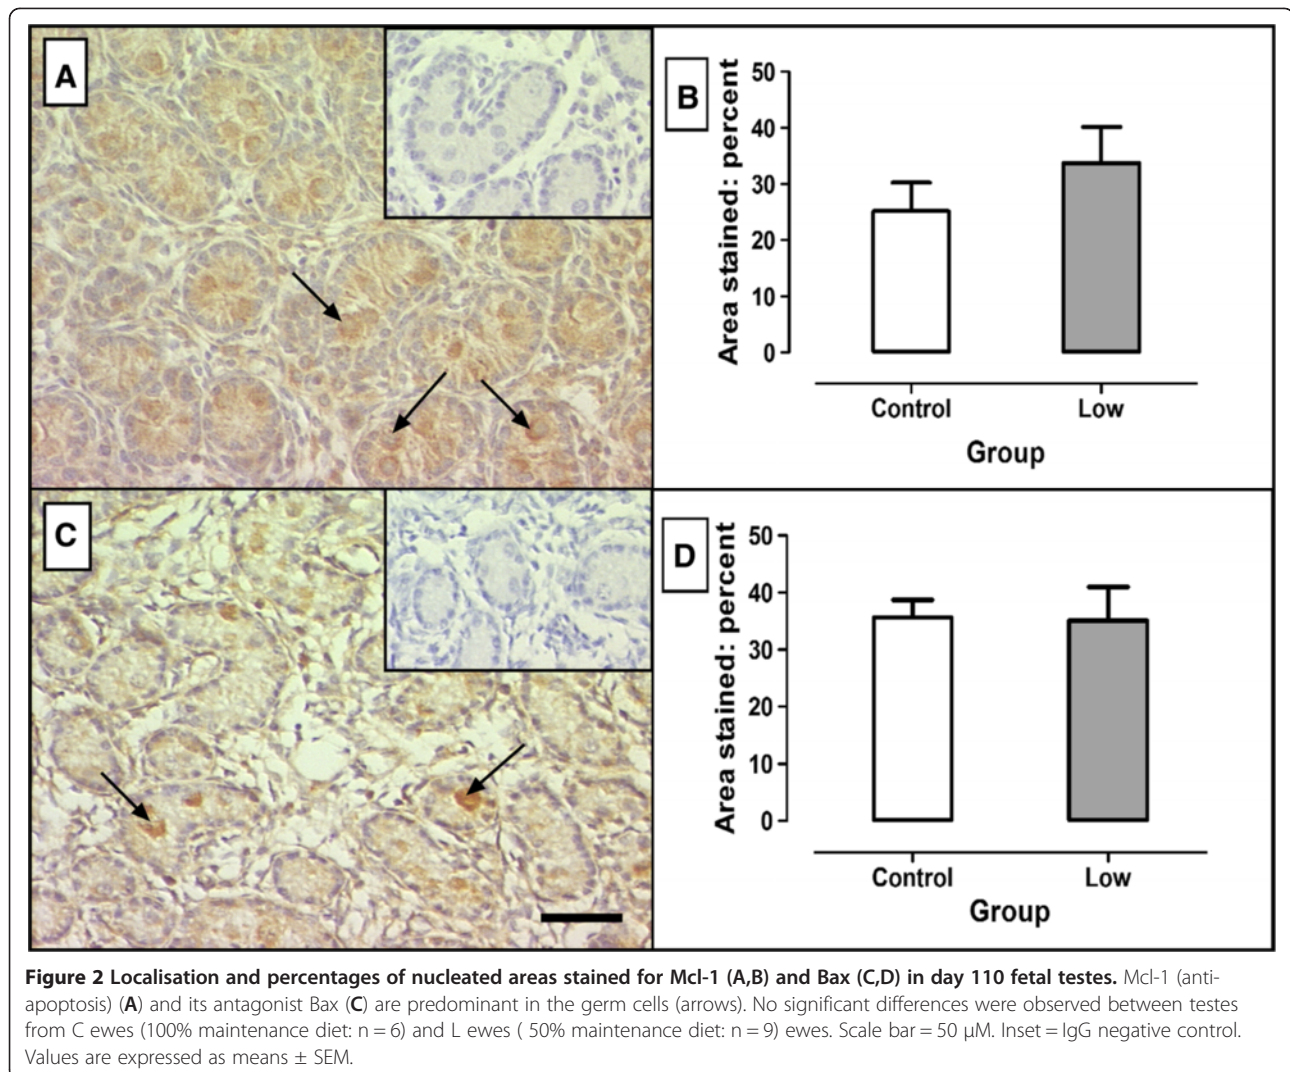 A
B
Area stained: percent
50
40
30
20
10
0
Control Low
Group
C
D
Area stained: percent
50
40
30
20
10
0
Control Low
Group
Figure 2 Localisation and percentages of nucleated areas stained for Mcl-1 (A,B) and Bax (C,D) in day 110 fetal testes. Mcl-1 (anti-
apoptosis) (A) and its antagonist Bax (C) are predominant in the germ cells (arrows). No significant differences were observed between testes
from C ewes (100% maintenance diet: n = 6) and L ewes ( 50% maintenance diet: n = 9) ewes. Scale bar = 50 μM. Inset = IgG negative control.
Values are expressed as means ± SEM.